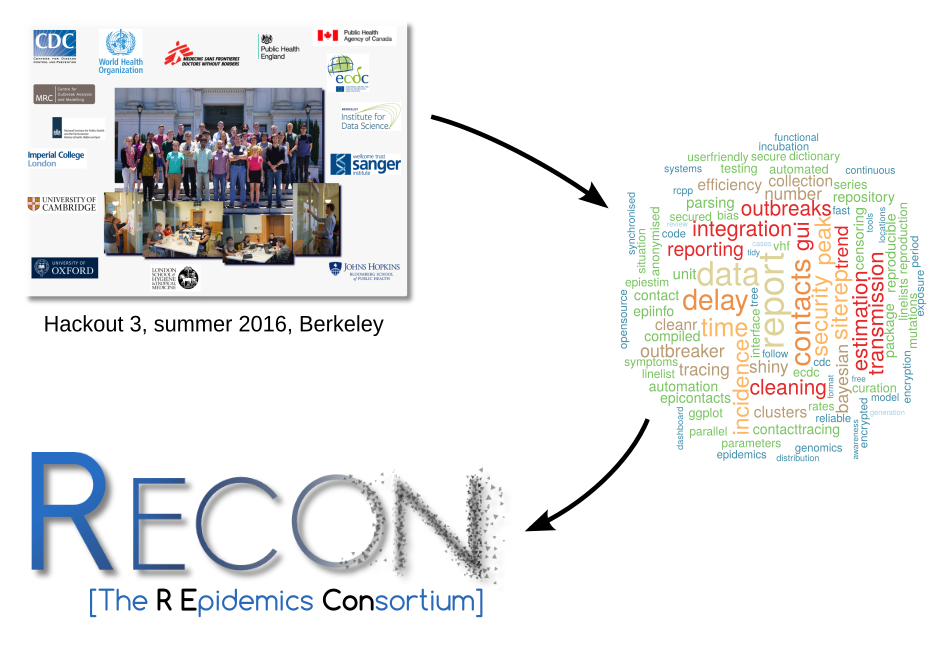 CDC
CENTERS FOR DISEASE
CONTROL AND PREVENTION
World Health
Organization
MEDECINS SANS FRONTIERES
DOCTORS WITHOUT BORDERS
Public Health
England
Public Health
Agency of Canada
ecdc
MRC
Centre for
Outbreak Analysis
and Modelling
BERKELEY
Institute for
Data Science
Imperial College
London
wellcome trust
sanger
institute
UNIVERSITY OF
CAMBRIDGE
UNIVERSITY OF
OXFORD
LONDON
SCHOOL of
HYGIENE
&TROPICAL
MEDICINE
JOHNS HOPKINS
BLOOMBERG SCHOOL
of PUBLIC HEALTH
Hackout 3, summer 2016, Berkeley
functional
incubation
userfriendly secure dictionary
systems testing automated continuous
rcpp efficiency collection series
number repository
parsing outbreaks fast
secured bias
review
integration gui peak
code
reporting cases vhf trend
tidy
synchronised
situation
anonymised
censoring
tools
locations
reproducible
linelists reproduction
period
exposure
mutations
package
unit data report
epiestim
contact delay tree
contacts
security
siterep
estimation
transmission
opensource
epiinfo
cleanr time interface
compiled
outbreaker incidence follow cdc
symptoms tracing shiny ecdc
linelist
bayesian
format
free
curation
encryption
automation cleaning
epicontacts
model
dashboard
ggplot clusters rates
reliable
generation
encrypted
awareness
parallel contacttracing
parameters
epidemics genomics
distribution
RECON
[The R Epidemics Consortium]